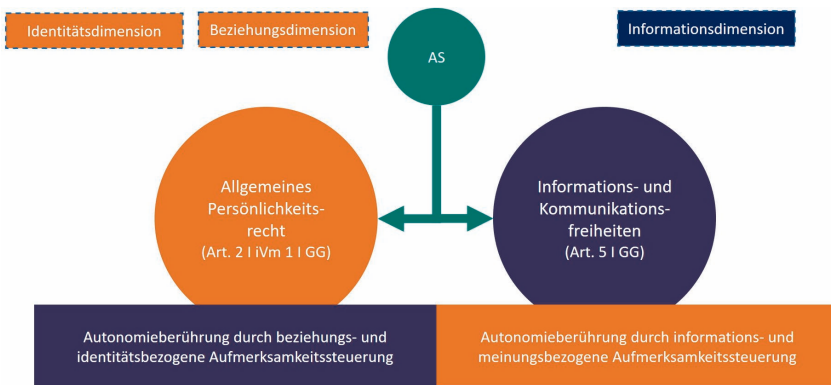 Identitätsdimension
Beziehungsdimension
AS
Informationsdimension
Allgemeines
Persönlichkeits-
recht
(Art. 2 I iVm 1 I GG)
Informations- und
Kommunikations-
freiheiten
(Art. 5 I GG)
Autonomieberührung durch beziehungs- und
identitätsbezogene Aufmerksamkeitssteuerung
Autonomieberührung durch informations- und
meinungsbezogene Aufmerksamkeitssteuerung